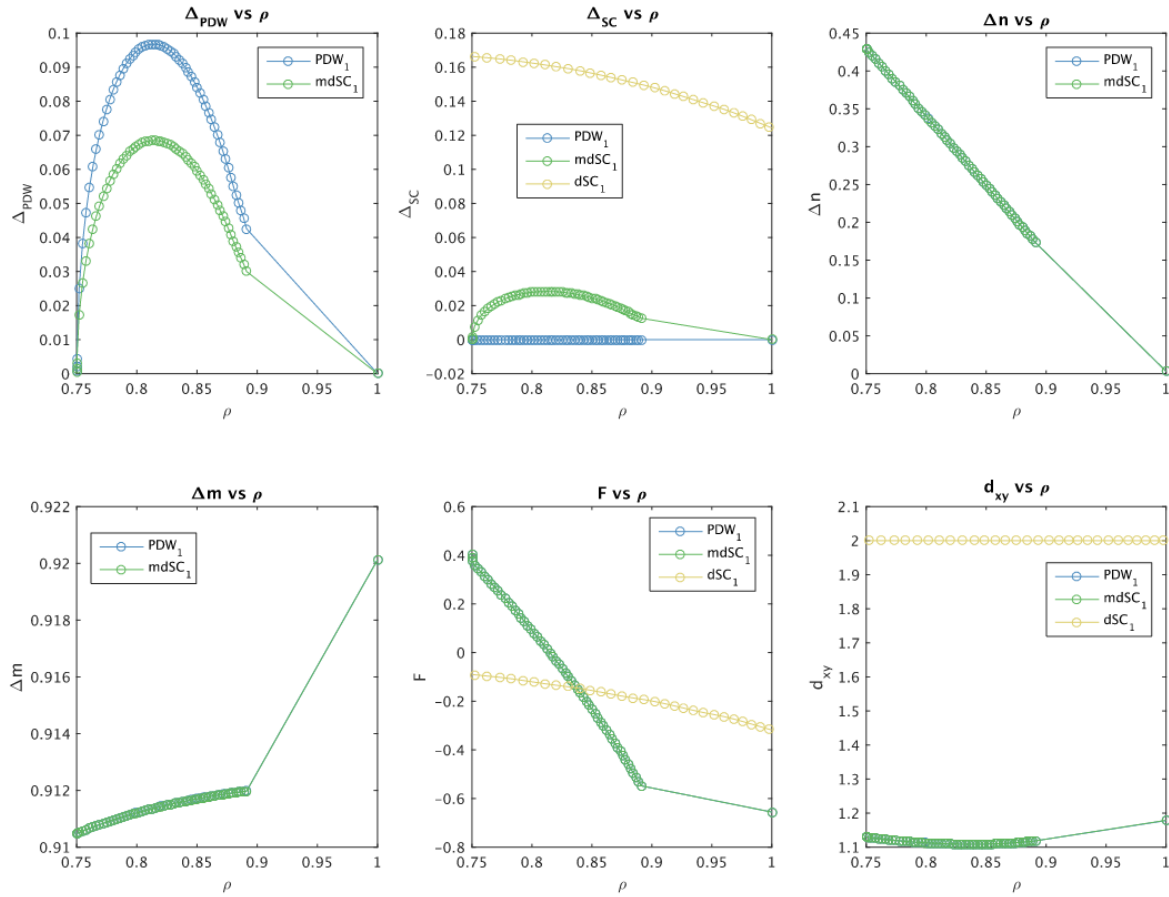 Δ_PDW vs ρ
0.1
0.09
0.08
0.07
0.06
0.05
0.04
0.03
0.02
0.01
0
Δ_PDW
PDW_1
mdSC_1
0.75 0.8 0.85 0.9 0.95 1
ρ
Δ_SC vs ρ
0.18
0.16
0.14
0.12
0.1
0.08
0.06
0.04
0.02
0
−0.02
Δ_SC
PDW_1
mdSC_1
dSC_1
0.75 0.8 0.85 0.9 0.95 1
ρ
Δn vs ρ
0.45
0.4
0.35
0.3
0.25
0.2
0.15
0.1
0.05
0
Δn
PDW_1
mdSC_1
0.75 0.8 0.85 0.9 0.95 1
ρ
Δm vs ρ
0.922
0.92
0.918
0.916
0.914
0.912
0.91
Δm
PDW_1
mdSC_1
0.75 0.8 0.85 0.9 0.95 1
ρ
F vs ρ
0.6
0.4
0.2
0
−0.2
−0.4
−0.6
−0.8
F
PDW_1
mdSC_1
dSC_1
0.75 0.8 0.85 0.9 0.95 1
ρ
d_xy vs ρ
2.1
2
1.9
1.8
1.7
1.6
1.5
1.4
1.3
1.2
1.1
d_xy
PDW_1
mdSC_1
dSC_1
0.75 0.8 0.85 0.9 0.95 1
ρ